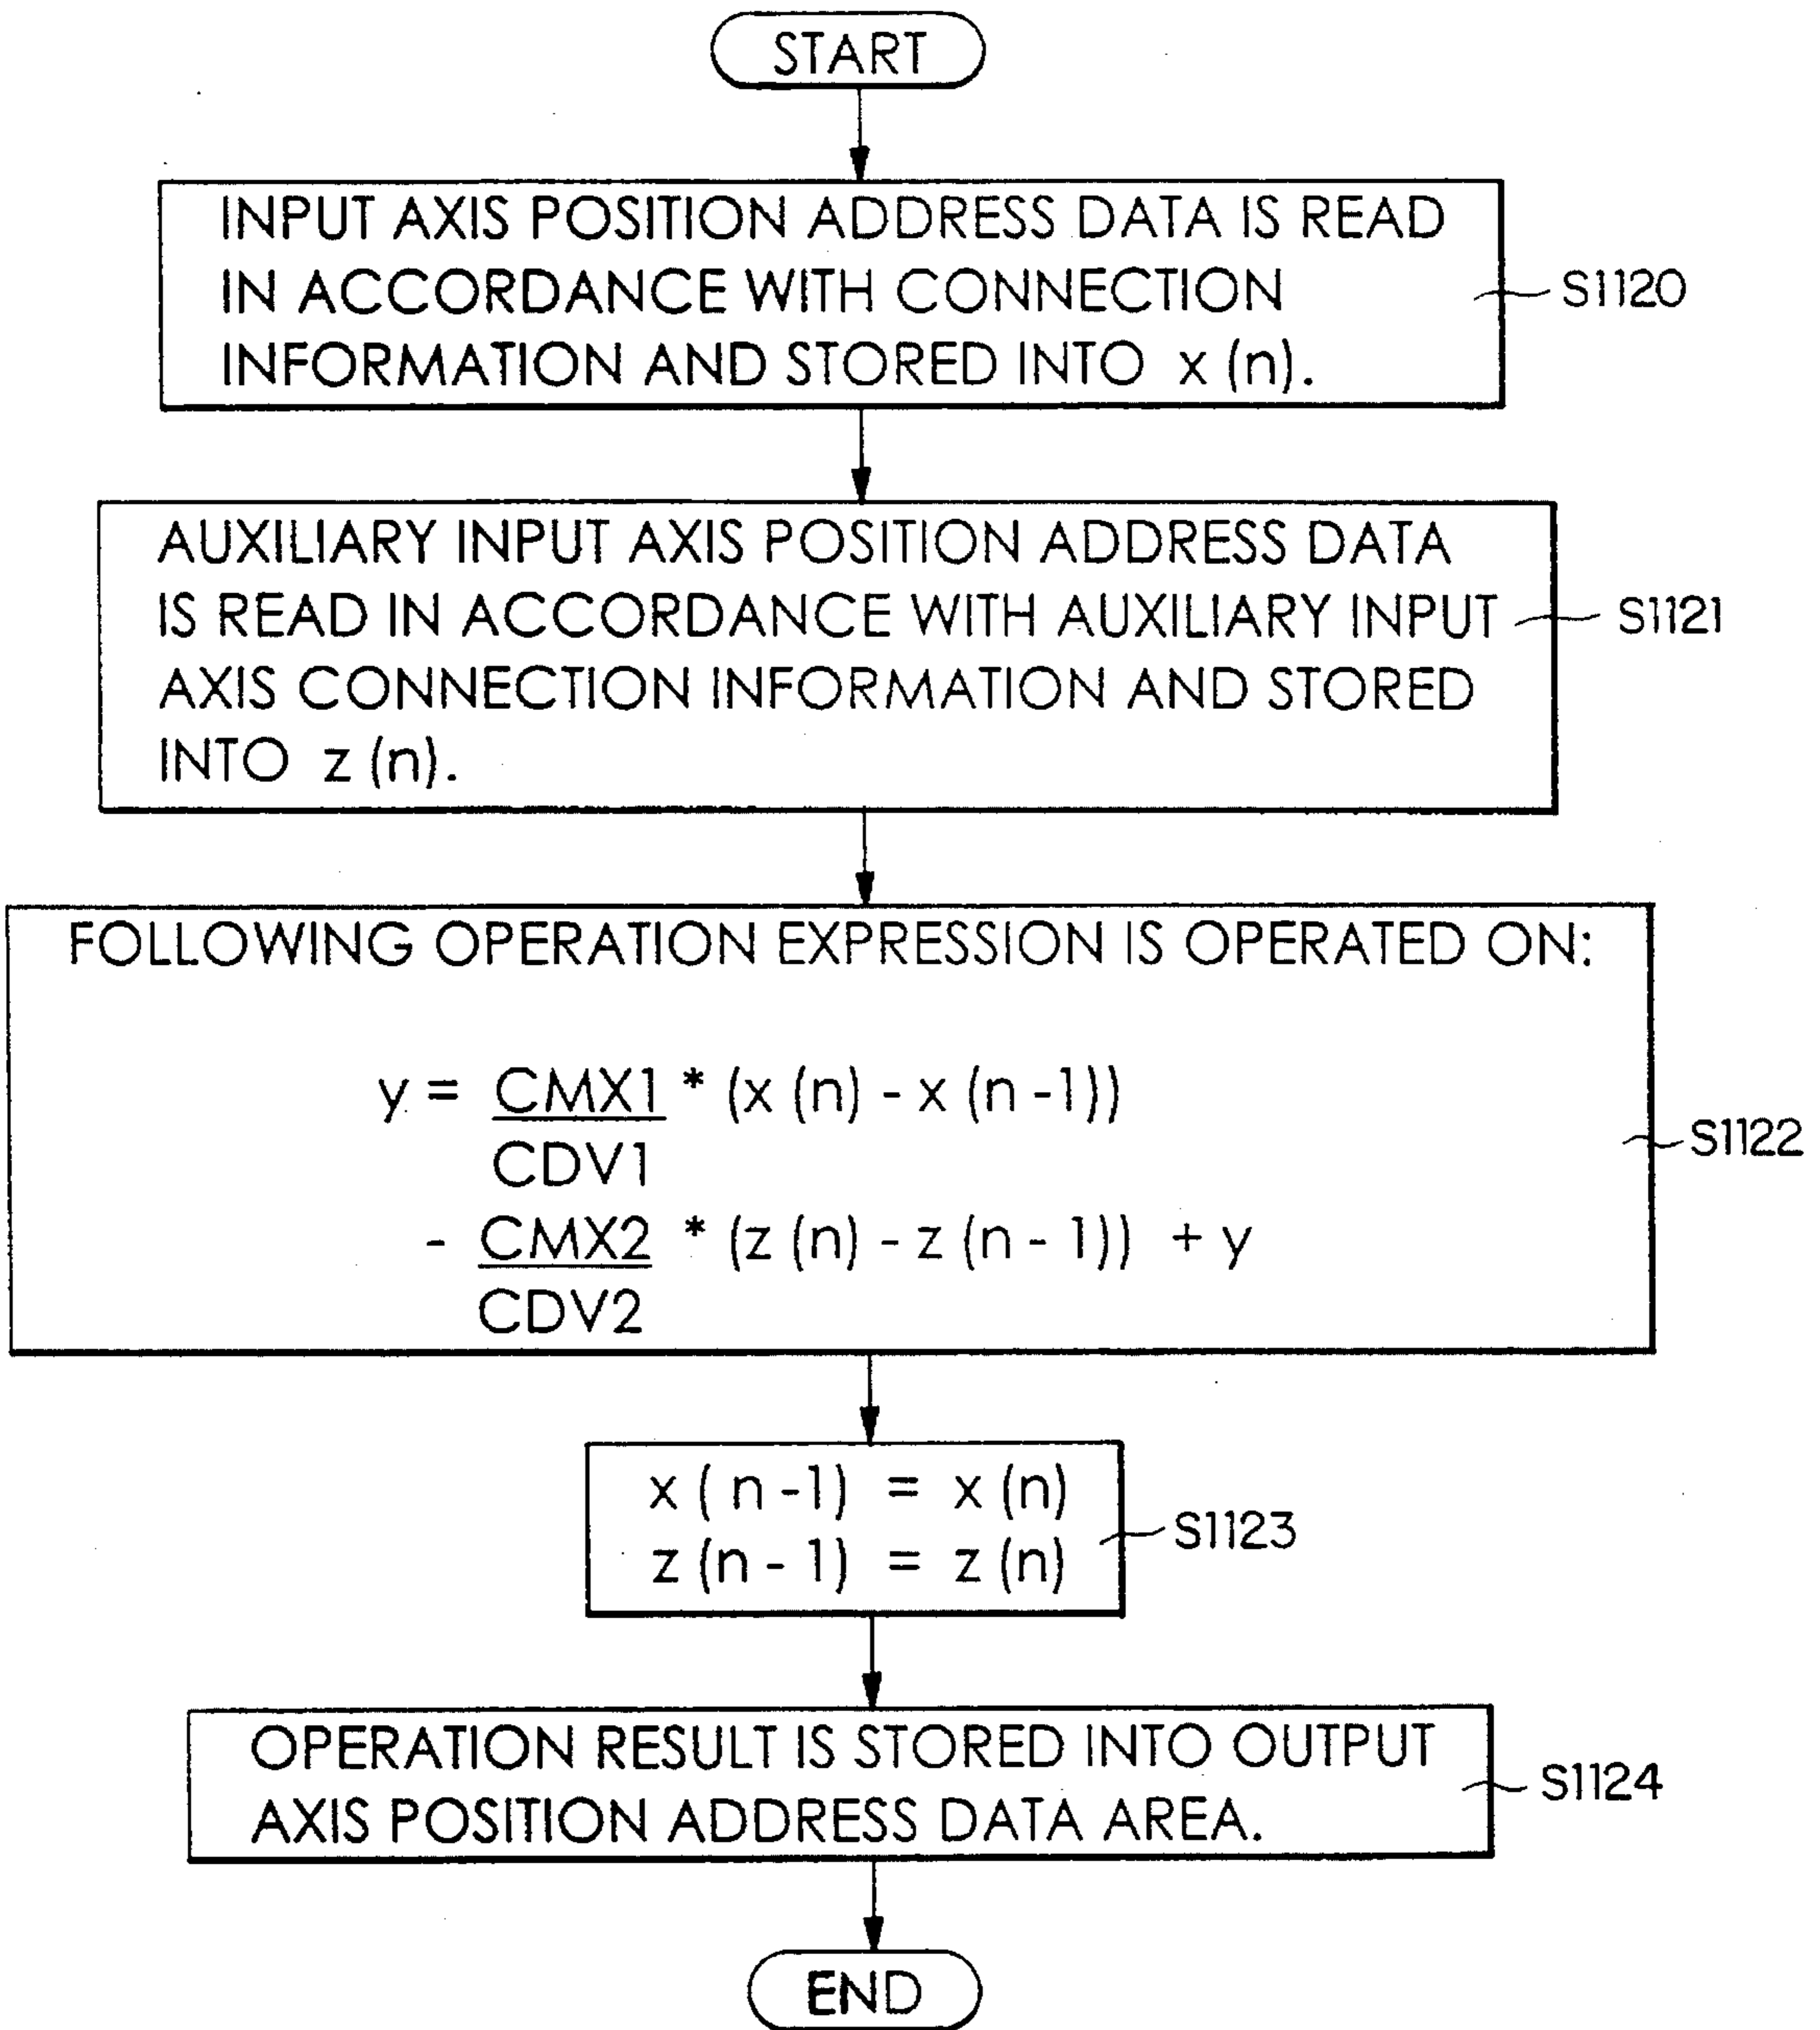 START
INPUT AXIS POSITION ADDRESS DATA IS READ
IN ACCORDANCE WITH CONNECTION
INFORMATION AND STORED INTO x (n).
S1120
AUXILIARY INPUT AXIS POSITION ADDRESS DATA
IS READ IN ACCORDANCE WITH AUXILIARY INPUT
AXIS CONNECTION INFORMATION AND STORED
INTO z (n).
S1121
FOLLOWING OPERATION EXPRESSION IS OPERATED ON:
y = CMX1 * (x (n) - x (n -1))
CDV1
- CMX2 * (z (n) - z (n - 1)) + y
CDV2
S1122
x ( n -1) = x (n)
z (n - 1) = z (n)
S1123
OPERATION RESULT IS STORED INTO OUTPUT
AXIS POSITION ADDRESS DATA AREA.
S1124
END